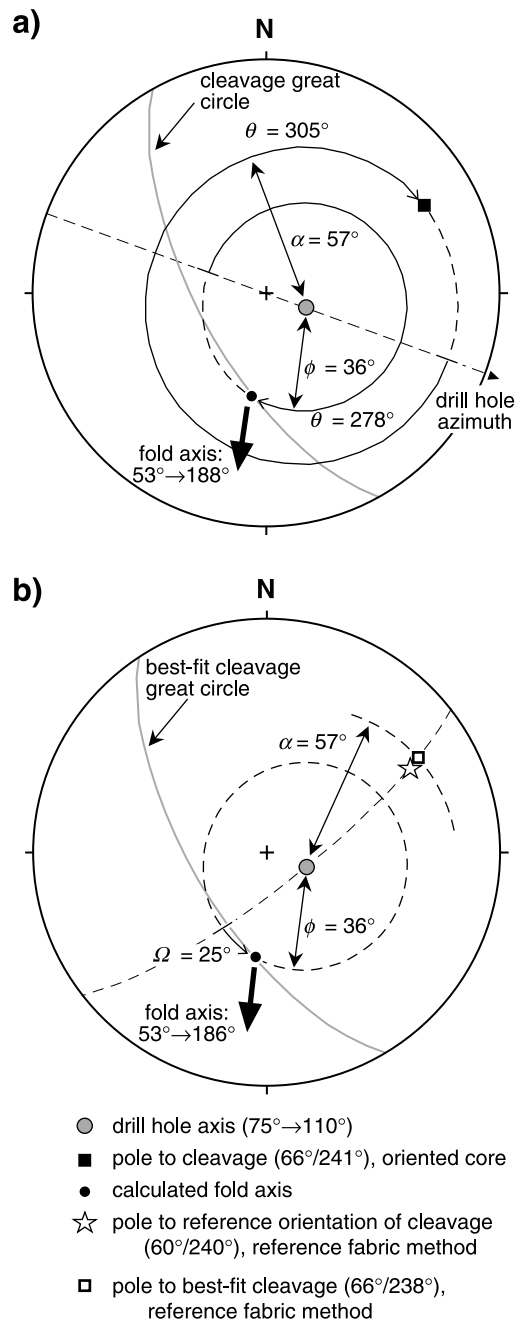 a)
N
cleavage great
circle
θ = 305°
α = 57°
ϕ = 36°
drill hole
azimuth
θ = 278°
fold axis:
53°→188°
b)
N
best-fit cleavage
great circle
α = 57°
ϕ = 36°
Ω = 25°
fold axis:
53°→186°
drill hole axis (75°→110°)
pole to cleavage (66°/241°), oriented core
calculated fold axis
pole to reference orientation of cleavage
(60°/240°), reference fabric method
pole to best-fit cleavage (66°/238°),
reference fabric method